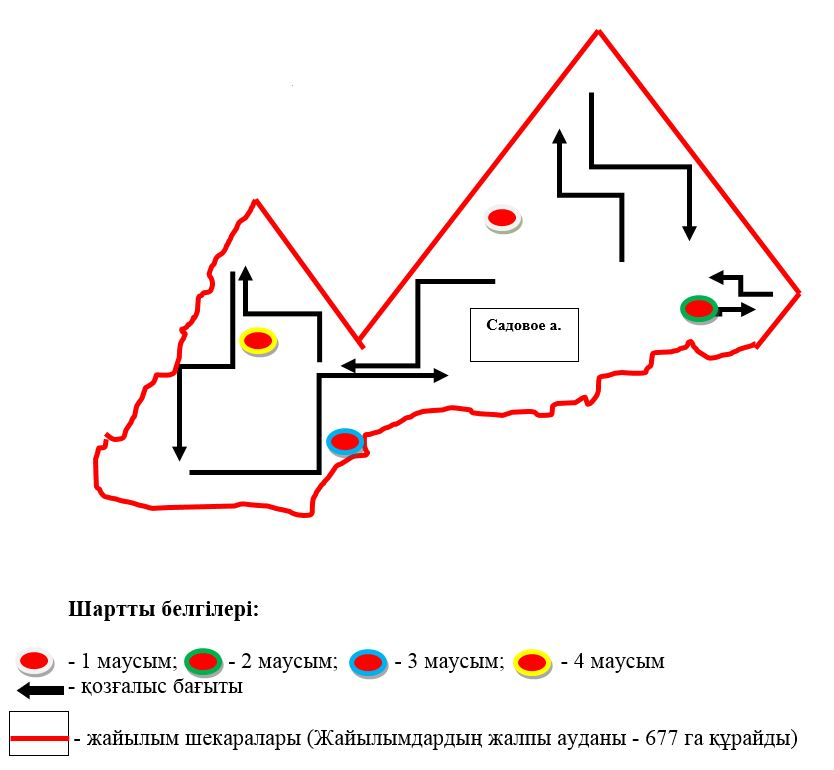 Садовое а.
Шартты белгілері:
- 1 маусым; - 2 маусым; - 3 маусым; - 4 маусым
- қозғалыс бағыты
- жайылым шекаралары (Жайылымдардың жалпы ауданы - 677 га құрайды)